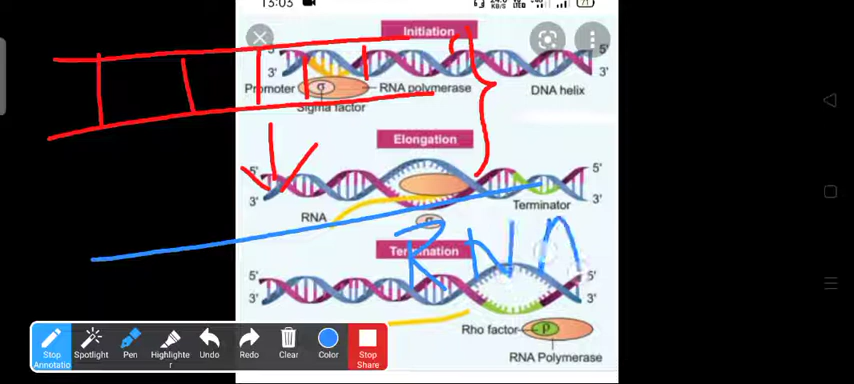 13:03
Initiation
5' 5'
3' 3'
Promoter σ RNA polymerase DNA helix
Sigma factor
Elongation
5' 5'
3' 3'
RNA σ Terminator
RNA
Termination
5' 5'
3' 3'
Rho factor ρ
RNA Polymerase
Stop Annotation Spotlight Pen Highlighter Undo Redo Clear Color Stop Share